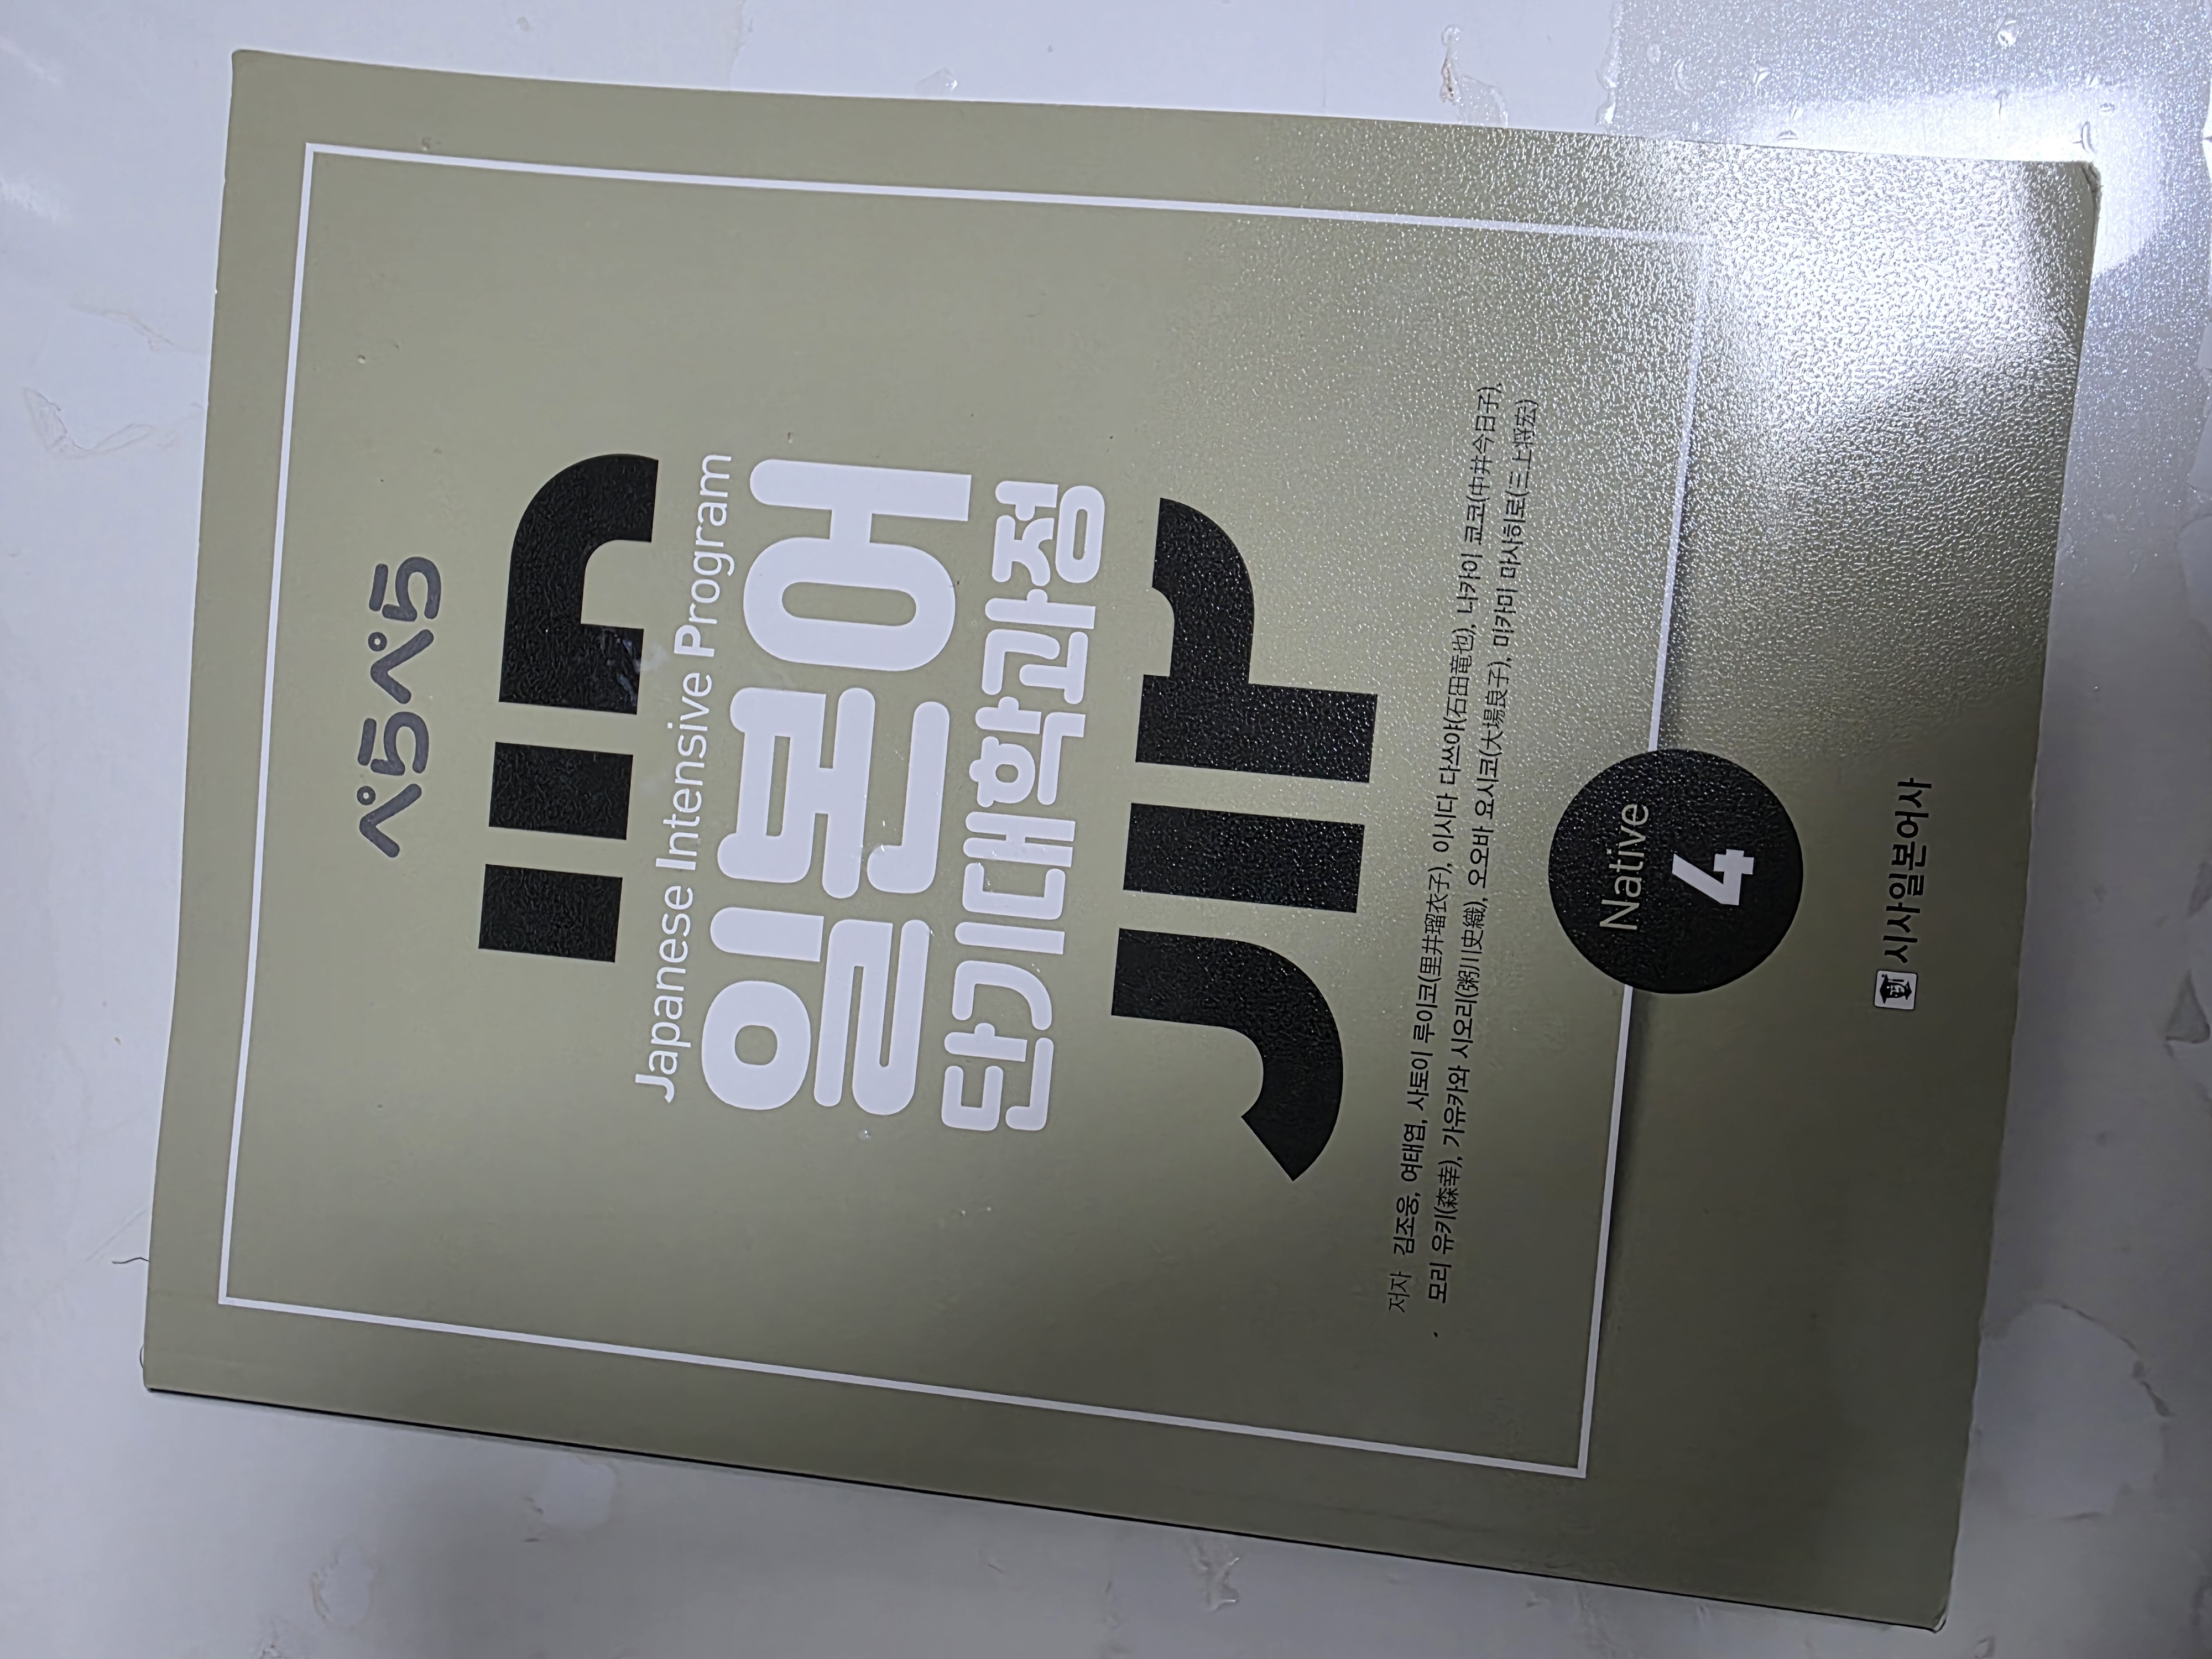 ぺらぺら
Japanese Intensive Program
일본어
단기대학과정
저자 김조웅, 여태엽, 사토이 루이코(里井瑠衣子), 이시다 다쓰야(石田竜也), 나카이 쿄코(中井今日子),
모리 유키(森幸), 가유카와 시오리(粥川史織), 오오바 요시코(大場良子), 미카미 마사히로(三上将宏)
Native
4
시사일본어사